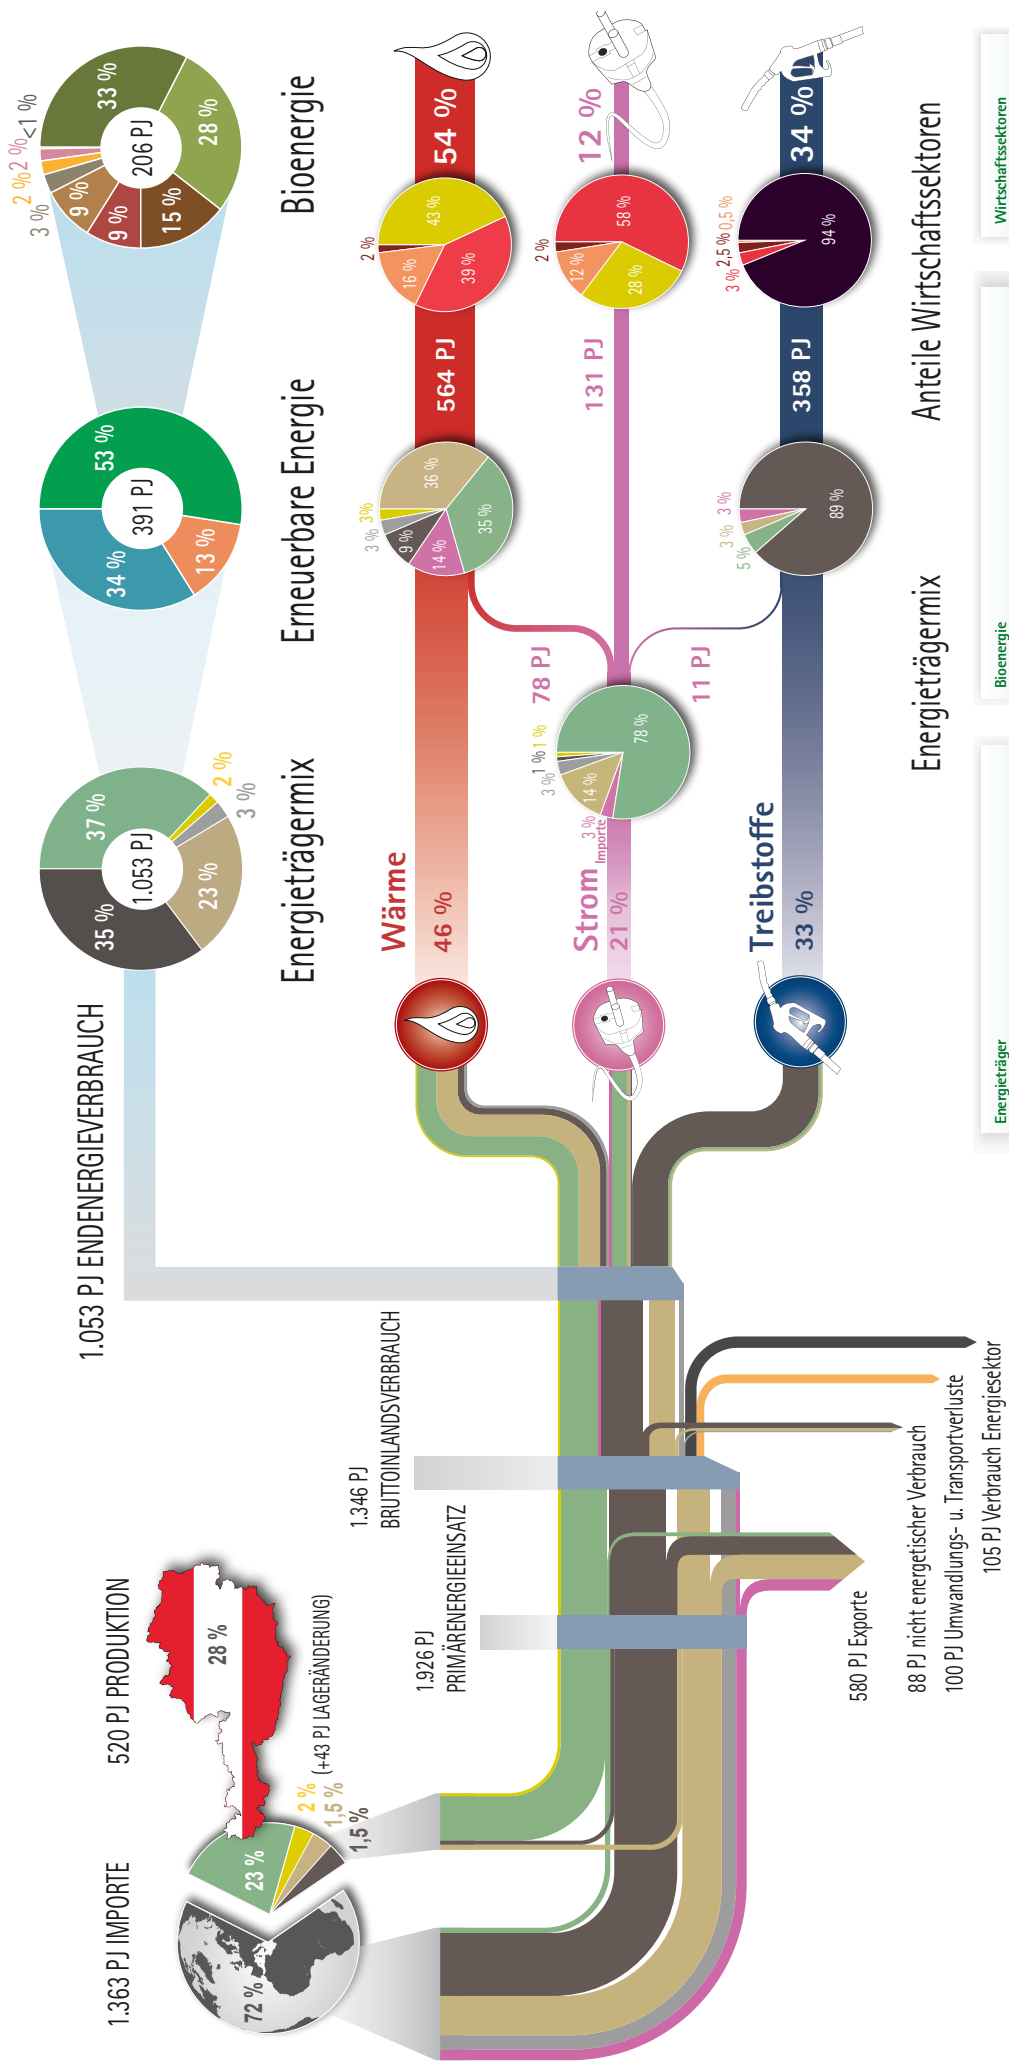 1.363 PJ IMPORTE
72 %
520 PJ PRODUKTION
28 %
(+43 PJ LAGERÄNDERUNG)
23 %
2 %
1,5 %
1,5 %
1.926 PJ
PRIMÄRENERGIEEINSATZ
1.346 PJ
BRUTTOINLANDSVERBRAUCH
580 PJ Exporte
88 PJ nicht energetischer Verbrauch
100 PJ Umwandlungs- u. Transportverluste
105 PJ Verbrauch Energiesektor
1.053 PJ ENDENERGIEVERBRAUCH
1.053 PJ
35 %
37 %
2 %
3 %
23 %
Energieträgermix
391 PJ
34 %
53 %
13 %
Erneuerbare Energie
206 PJ
3 %
2 %
2 %
<1 %
9 %
33 %
9 %
15 %
28 %
Bioenergie
Wärme
46 %
3 %
3%
9 %
36 %
14 %
35 %
564 PJ
2 %
16 %
43 %
39 %
54 %
Strom
21 %
3 %
Importe
3 %
1 %
1 %
14 %
78 %
78 PJ
11 PJ
131 PJ
2 %
12 %
58 %
28 %
12 %
Treibstoffe
33 %
5 %
3 %
3 %
89 %
358 PJ
3 %
2,5 %
0,5 %
94 %
34 %
Energieträgermix
Anteile Wirtschaftssektoren
Energieträger
Bioenergie
Wirtschaftssektoren